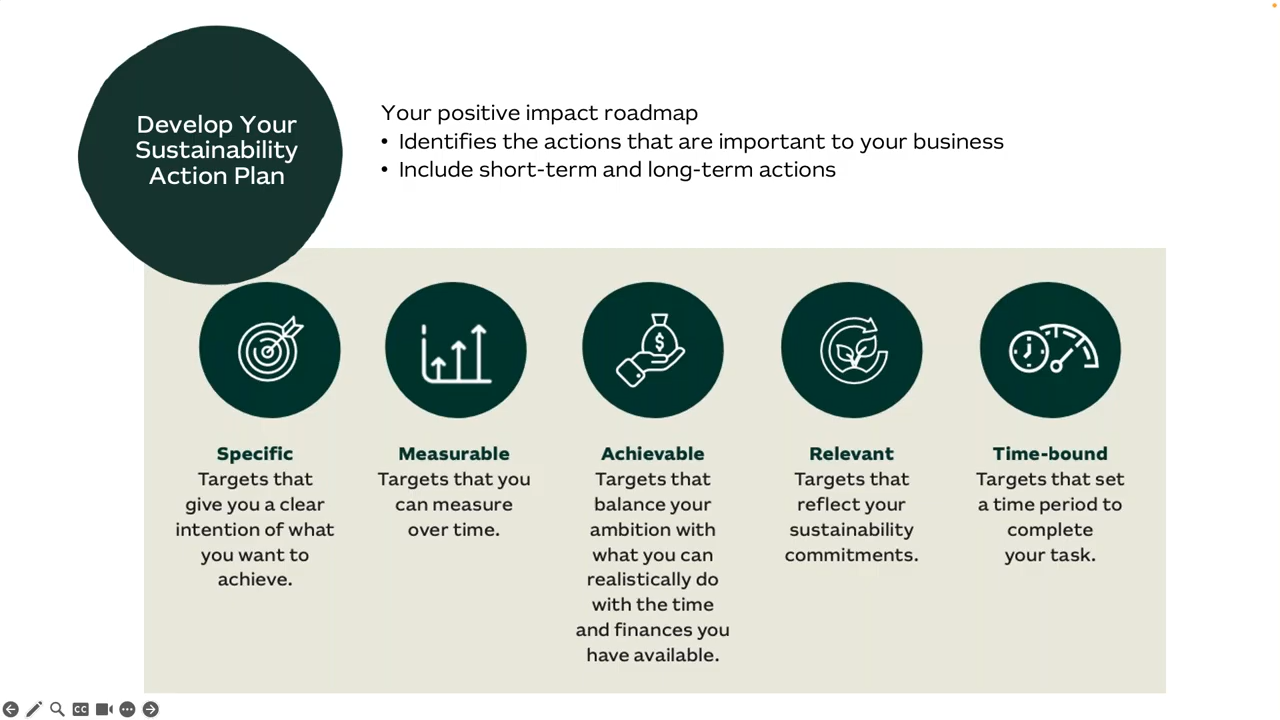 Develop Your
Sustainability
Action Plan
Your positive impact roadmap
• Identifies the actions that are important to your business
• Include short-term and long-term actions
$
Specific
Targets that
give you a clear
intention of what
you want to
achieve.
Measurable
Targets that you
can measure
over time.
Achievable
Targets that
balance your
ambition with
what you can
realistically do
with the time
and finances you
have available.
Relevant
Targets that
reflect your
sustainability
commitments.
Time-bound
Targets that set
a time period to
complete
your task.
CC